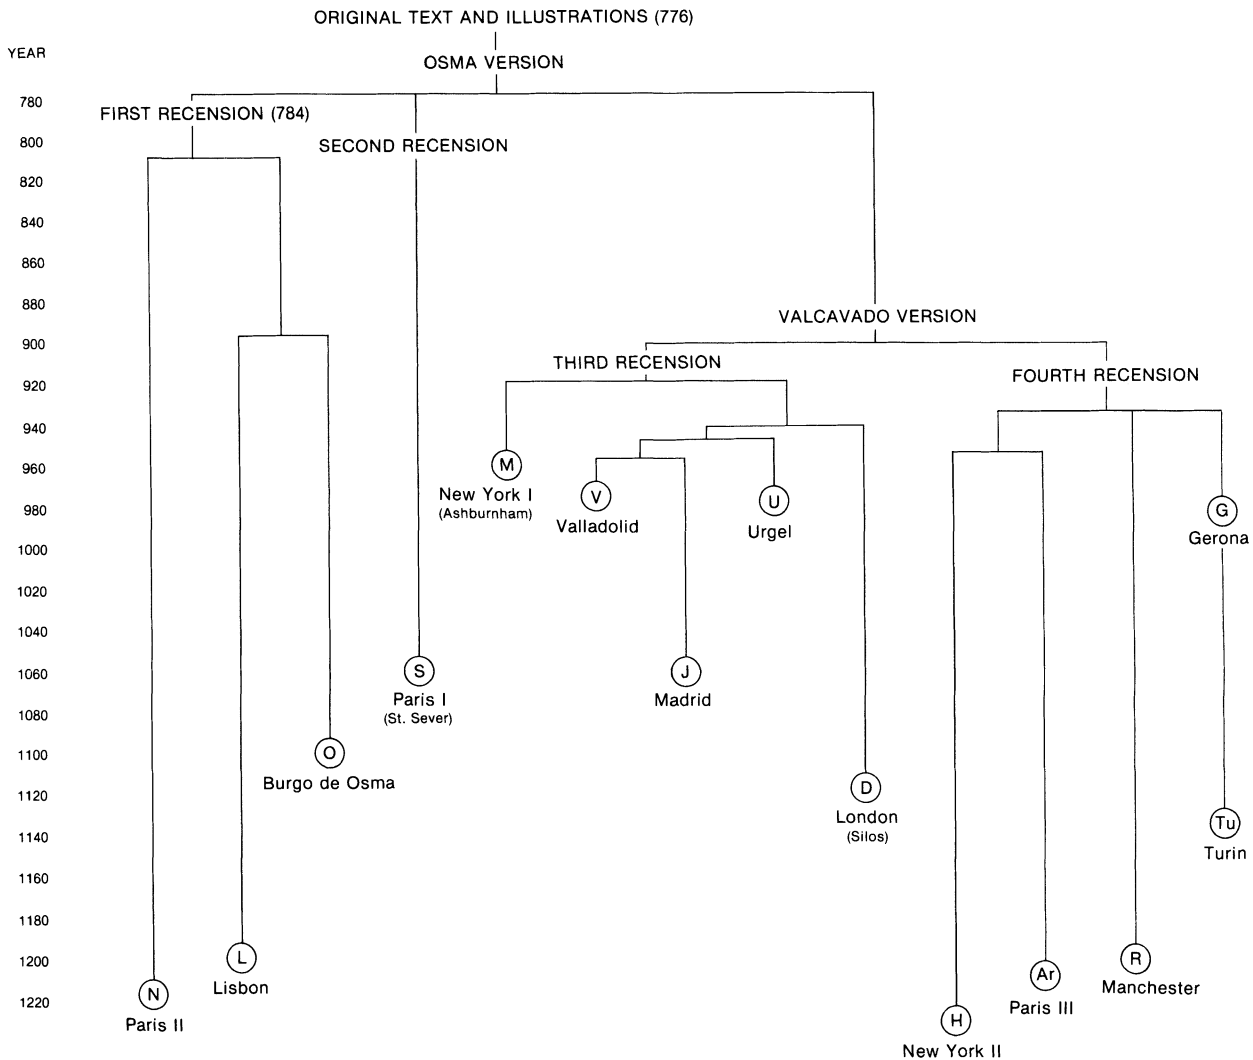 ORIGINAL TEXT AND ILLUSTRATIONS (776)
YEAR
OSMA VERSION
780
FIRST RECENSION (784)
800
SECOND RECENSION
820
840
860
880
VALCAVADO VERSION
900
THIRD RECENSION
FOURTH RECENSION
920
940
960
M
New York I
(Ashburnham)
V
Valladolid
U
Urgel
980
G
Gerona
1000
1020
1040
1060
S
Paris I
(St. Sever)
J
Madrid
1080
1100
O
Burgo de Osma
1120
D
London
(Silos)
1140
Tu
Turin
1160
1180
1200
L
Lisbon
R
Manchester
Ar
Paris III
1220
N
Paris II
H
New York II